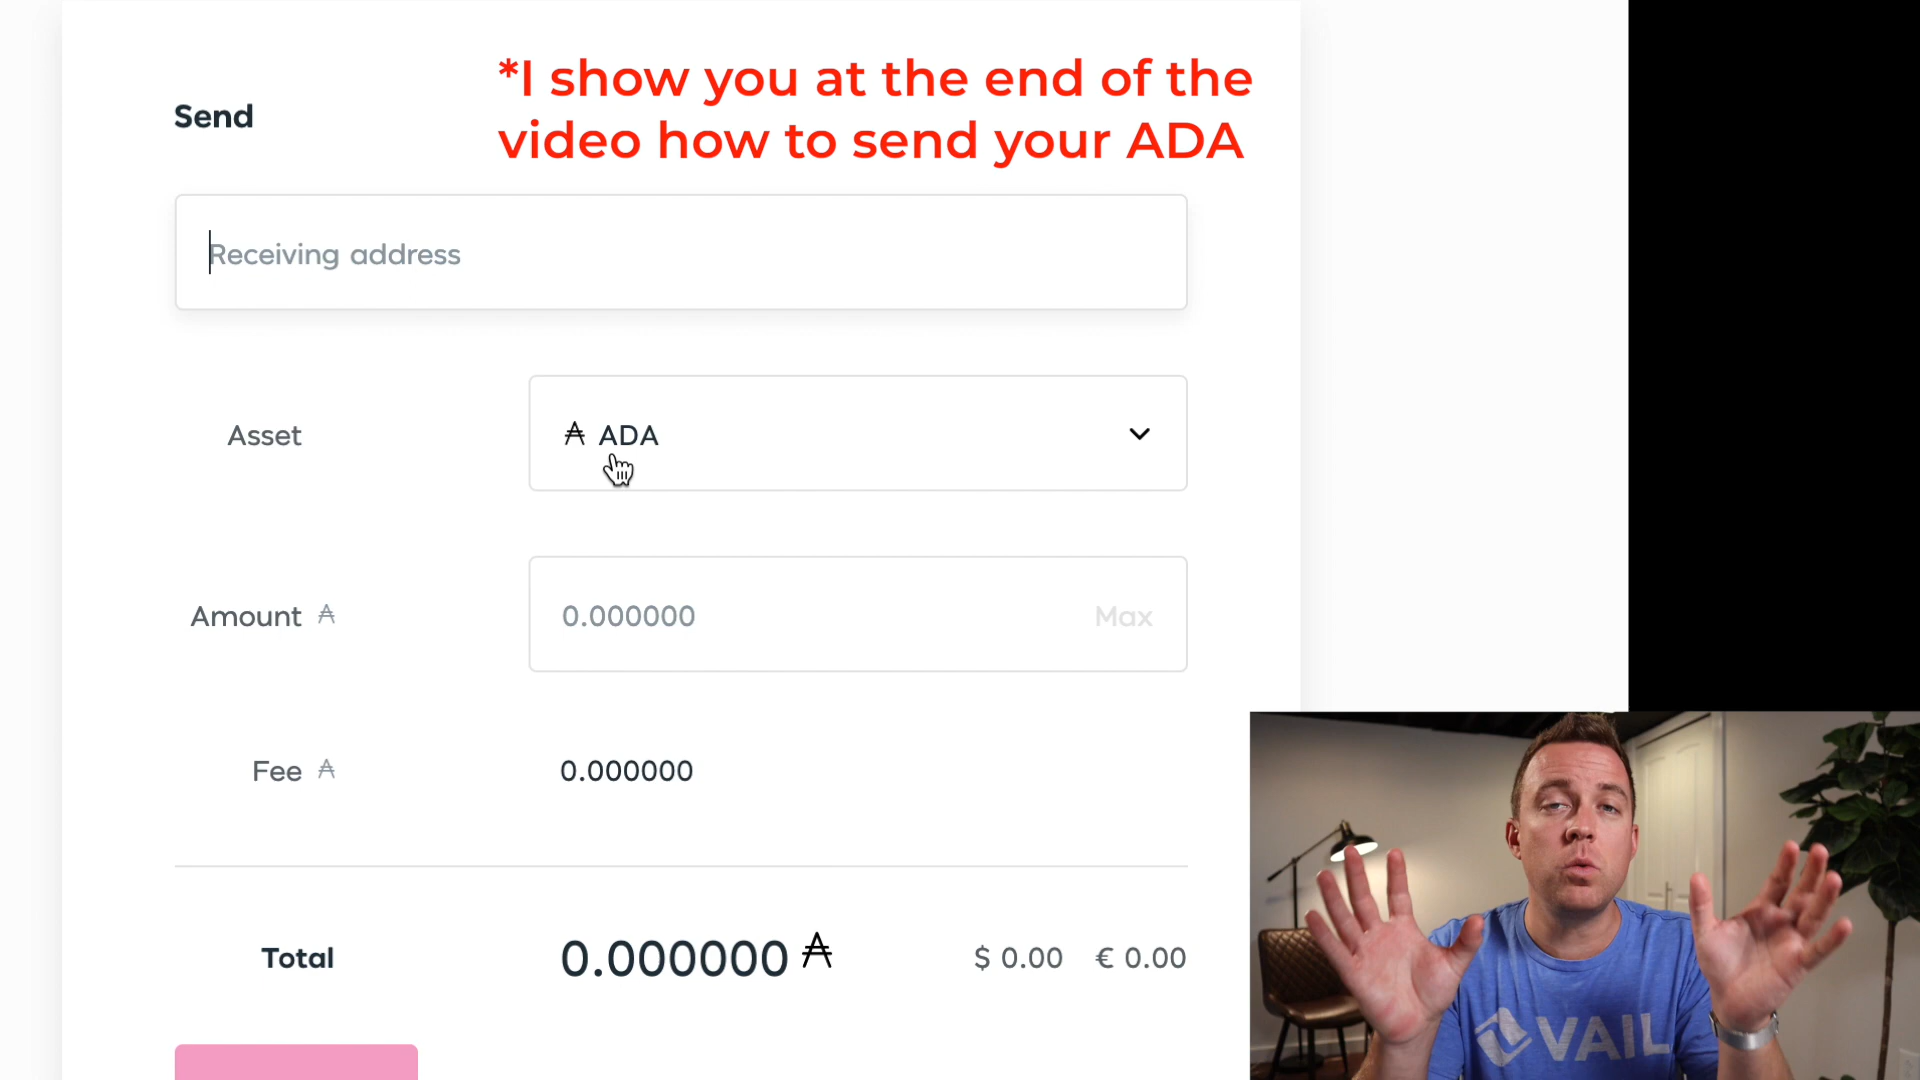 *I show you at the end of the
video how to send your ADA
Send
Receiving address
Asset
₳ ADA
Amount ₳
0.000000
Max
Fee ₳
0.000000
Total
0.000000 ₳
$ 0.00
€ 0.00
VAIL